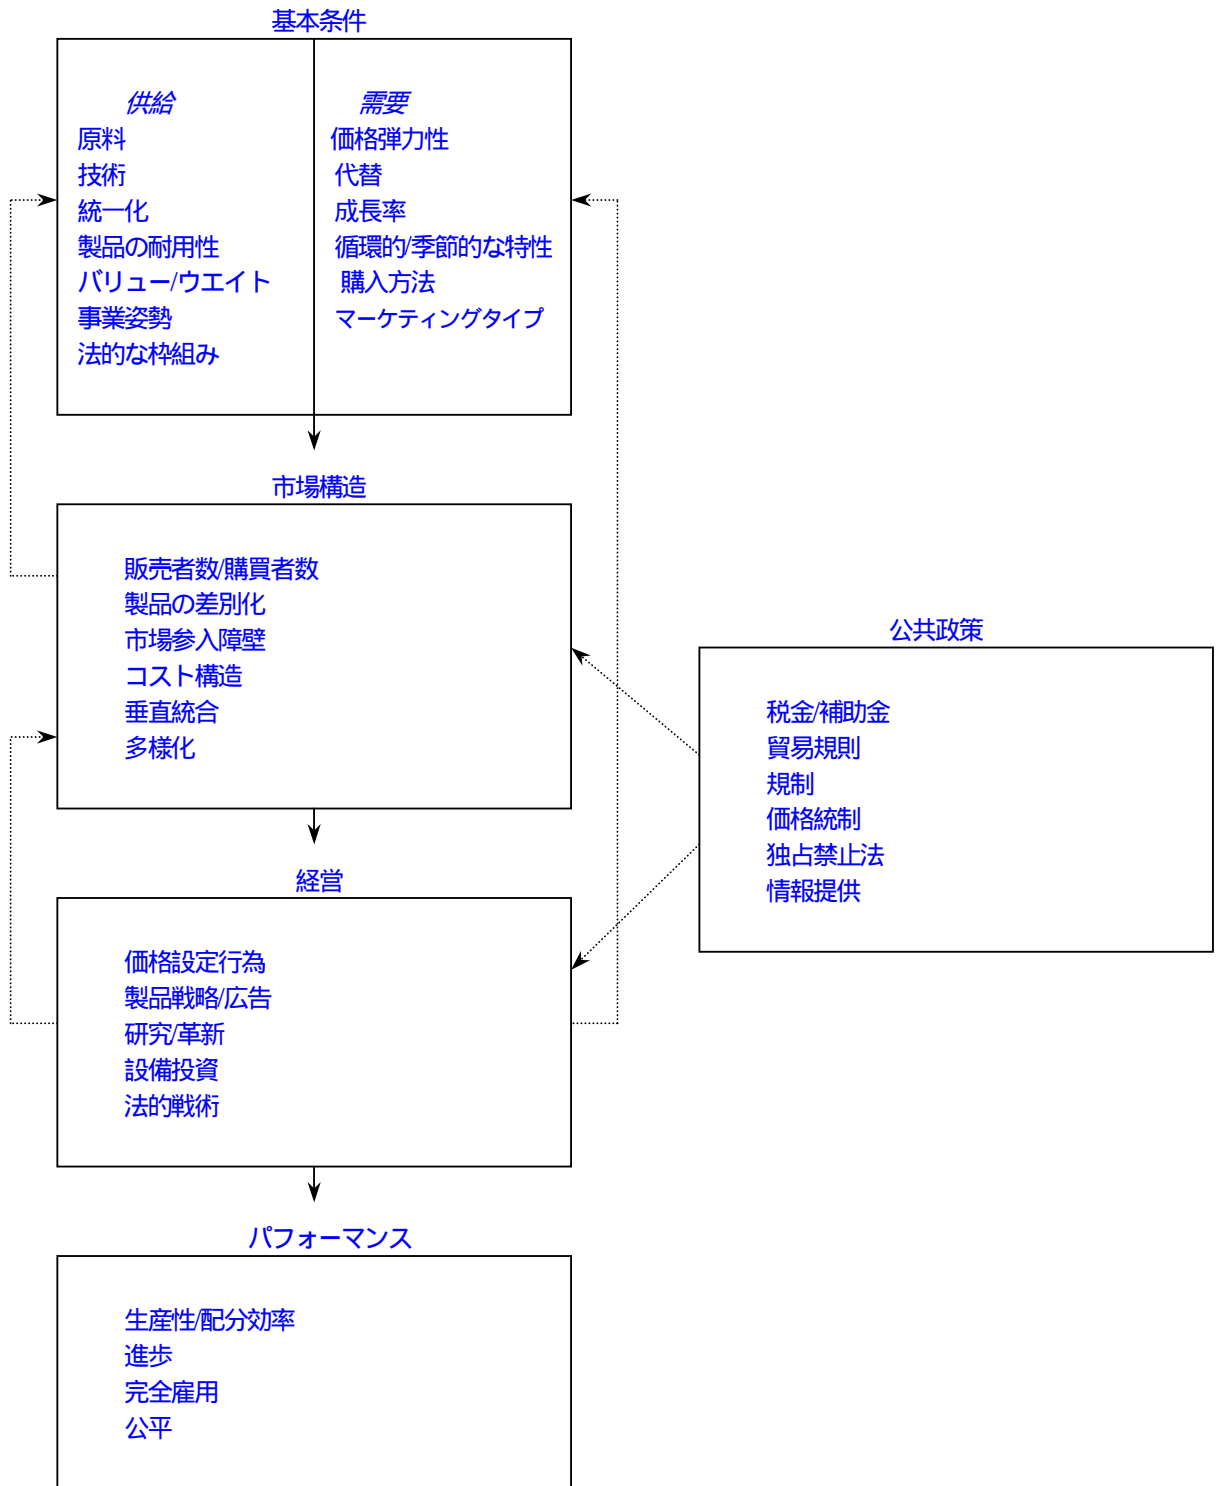 基本条件
供給
原料
技術
統一化
製品の耐用性
バリュー/ウエイト
事業姿勢
法的な枠組み
需要
価格弾力性
代替
成長率
循環的/季節的な特性
購入方法
マーケティングタイプ
市場構造
販売者数/購買者数
製品の差別化
市場参入障壁
コスト構造
垂直統合
多様化
公共政策
税金/補助金
貿易規則
規制
価格統制
独占禁止法
情報提供
経営
価格設定行為
製品戦略/広告
研究/革新
設備投資
法的戦術
パフォーマンス
生産性/配分効率
進歩
完全雇用
公平